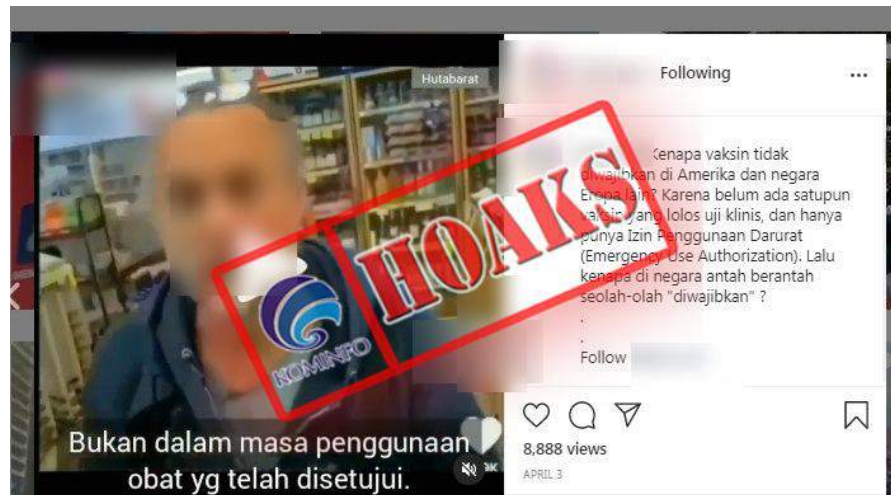 Hutabarat
Following
Kenapa vaksin tidak
diwajibkan di Amerika dan negara
Eropa lain? Karena belum ada satupun
vaksin yang lolos uji klinis, dan hanya
punya Izin Penggunaan Darurat
(Emergency Use Authorization). Lalu
kenapa di negara antah berantah
seolah-olah "diwajibkan" ?
.
.
Follow
HOAKS
KOMINFO
Bukan dalam masa penggunaan
obat yg telah disetujui.
8,888 views
APRIL 3